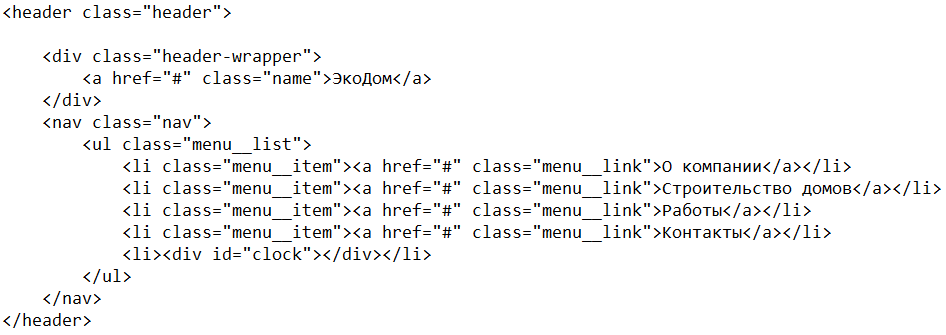 <header class="header">
<div class="header-wrapper">
<a href="#" class="name">ЭкоДом</a>
</div>
<nav class="nav">
<ul class="menu__list">
<li class="menu__item"><a href="#" class="menu__link">О компании</a></li>
<li class="menu__item"><a href="#" class="menu__link">Строительство домов</a></li>
<li class="menu__item"><a href="#" class="menu__link">Работы</a></li>
<li class="menu__item"><a href="#" class="menu__link">Контакты</a></li>
<li><div id="clock"></div></li>
</ul>
</nav>
</header>